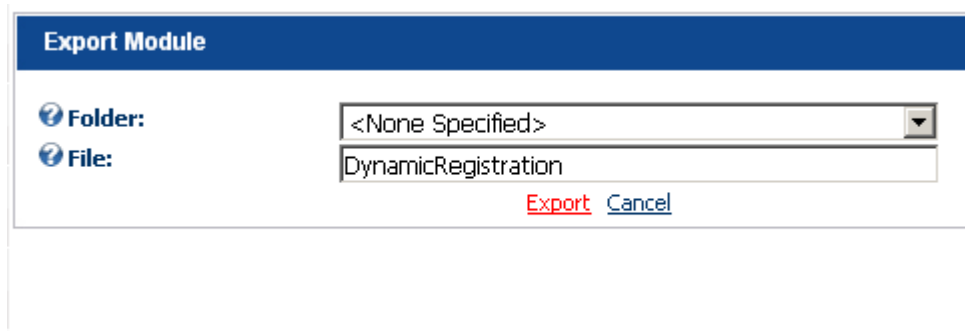 Export Module
Folder: <None Specified>
File: DynamicRegistration
Export Cancel